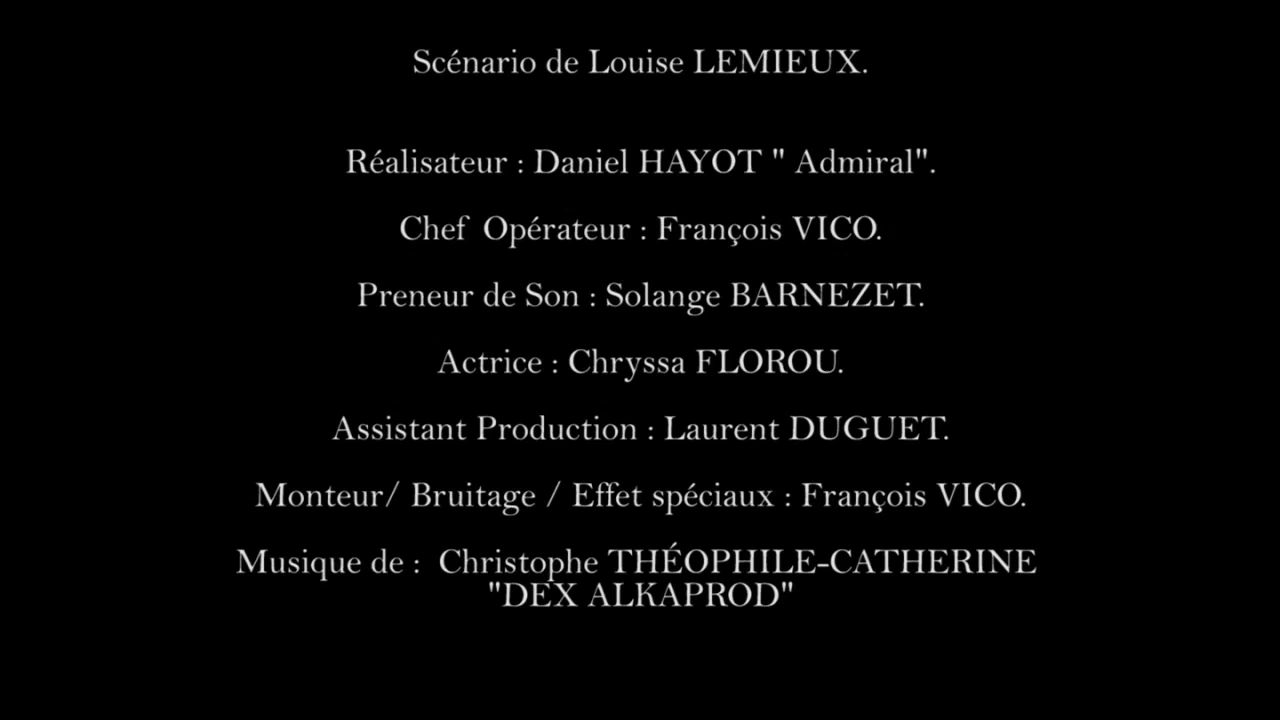 Scénario de Louise LEMIEUX.
Réalisateur : Daniel HAYOT " Admiral".
Chef  Opérateur : François VICO.
Preneur de Son : Solange BARNEZET.
Actrice : Chryssa FLOROU.
Assistant Production : Laurent DUGUET.
Monteur/ Bruitage / Effet spéciaux : François VICO.
Musique de :  Christophe THÉOPHILE-CATHERINE
"DEX ALKAPROD"